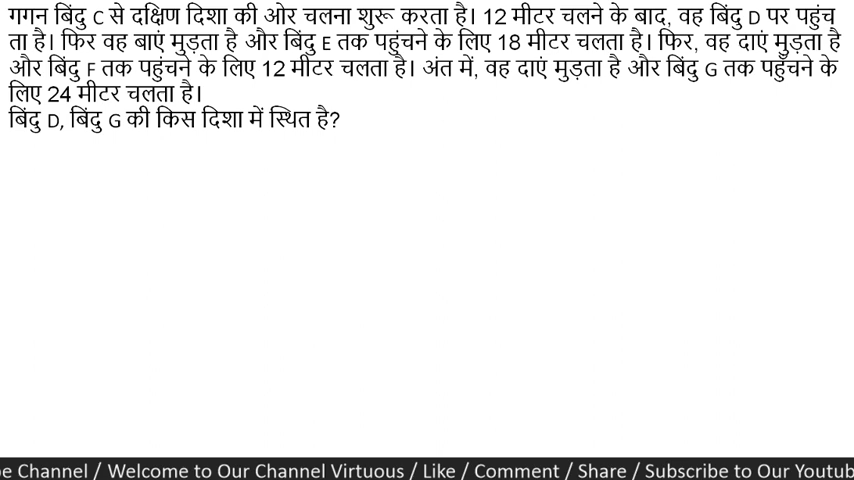 गगन बिंदु C से दक्षिण दिशा की ओर चलना शुरू करता है। 12 मीटर चलने के बाद, वह बिंदु D पर पहुंच
ता है। फिर वह बाएं मुड़ता है और बिंदु E तक पहुंचने के लिए 18 मीटर चलता है। फिर, वह दाएं मुड़ता है
और बिंदु F तक पहुंचने के लिए 12 मीटर चलता है। अंत में, वह दाएं मुड़ता है और बिंदु G तक पहुँचने के
लिए 24 मीटर चलता है।
बिंदु D, बिंदु G की किस दिशा में स्थित है?
e Channel / Welcome to Our Channel Virtuous / Like / Comment / Share / Subscribe to Our Youtub